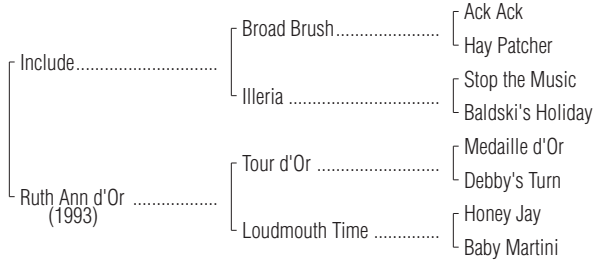 Ack Ack
Broad Brush
Hay Patcher
Include
Stop the Music
Illeria
Baldski's Holiday
Medaille d'Or
Tour d'Or
Debby's Turn
Ruth Ann d'Or
(1993)
Honey Jay
Loudmouth Time
Baby Martini